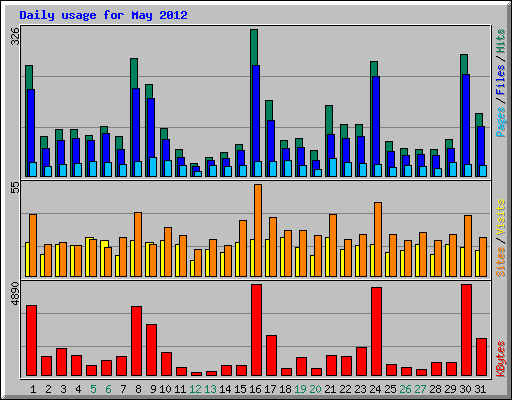 Daily usage for May 2012
326
Pages / Files / Hits
55
Sites / Visits
4890
KBytes
1 2 3 4 5 6 7 8 9 10 11 12 13 14 15 16 17 18 19 20 21 22 23 24 25 26 27 28 29 30 31